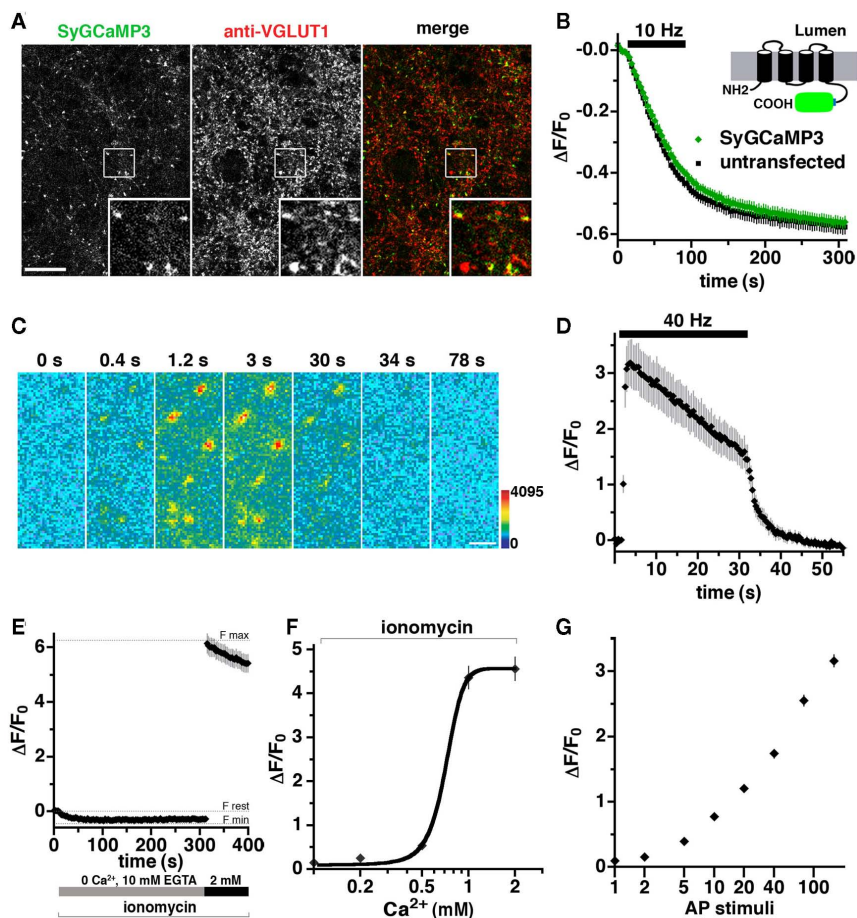 A
SyGCaMP3 anti-VGLUT1 merge
B
10 Hz
Lumen
NH2
COOH
SyGCaMP3
untransfected
ΔF/F0
-0.0
-0.2
-0.4
-0.6
0 100 200 300
time (s)
C
0 s 0.4 s 1.2 s 3 s 30 s 34 s 78 s
4095
0
D
40 Hz
ΔF/F0
3
2
1
0
10 20 30 40 50
time (s)
E
F max
ΔF/F0
6
4
2
0
F rest
F min
0 100 200 300 400
time (s)
0 Ca²⁺, 10 mM EGTA 2 mM
ionomycin
F
ionomycin
ΔF/F0
5
4
3
2
1
0
0.2 0.5 1 2
Ca²⁺ (mM)
G
ΔF/F0
3
2
1
0
1 2 5 10 20 40 100
AP stimuli